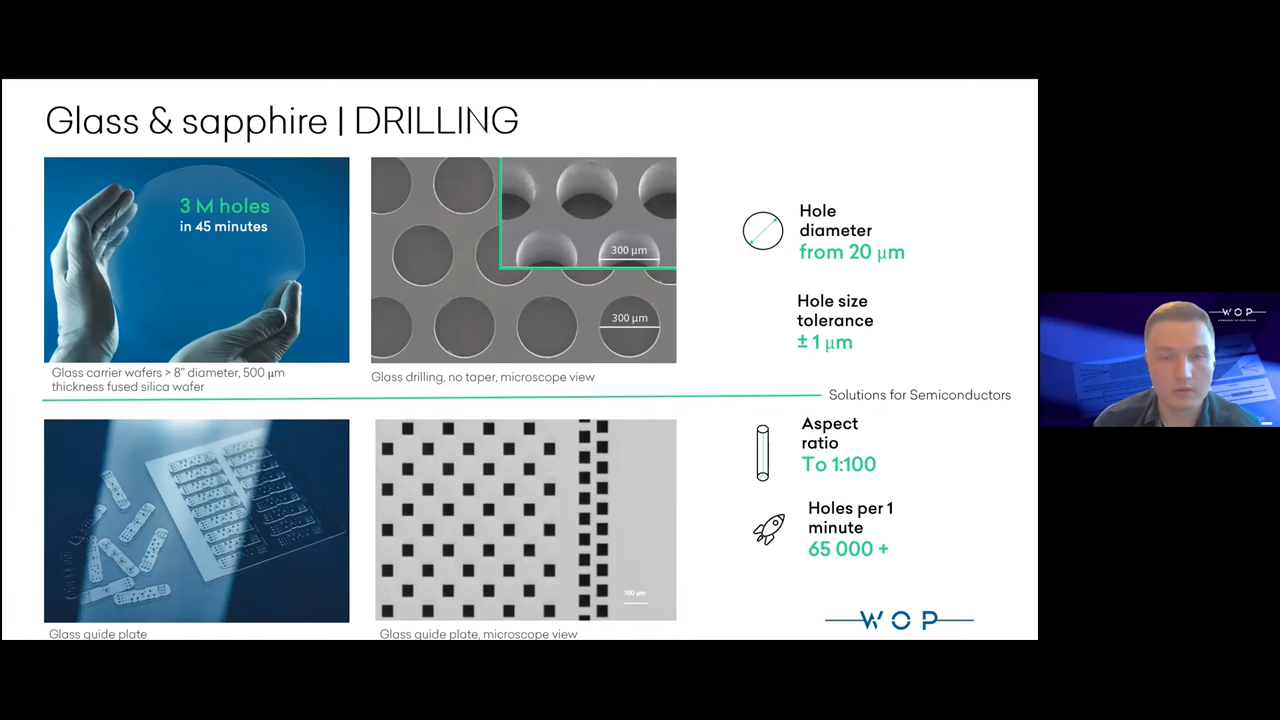 Glass & sapphire | DRILLING
3 M holes
in 45 minutes
300 μm
300 μm
Glass carrier wafers > 8" diameter, 500 μm
thickness fused silica wafer
Glass drilling, no taper, microscope view
Hole
diameter
from 20 μm
Hole size
tolerance
± 1 μm
Solutions for Semiconductors
Aspect
ratio
To 1:100
Holes per 1
minute
65 000 +
100 μm
Glass guide plate
Glass guide plate, microscope view
WOP
WOP